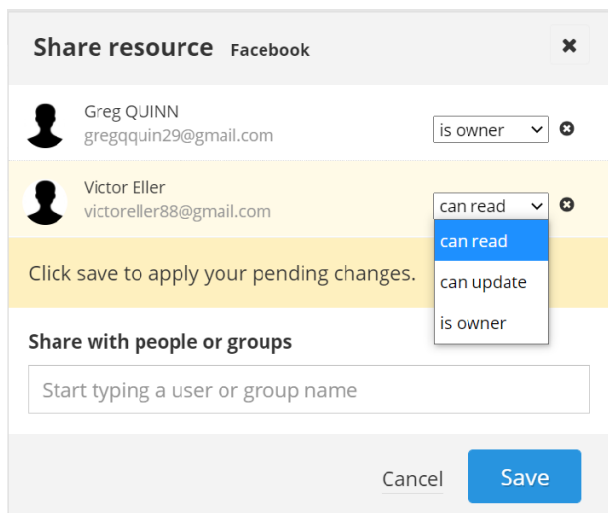 Share resource Facebook
Greg QUINN
gregqquin29@gmail.com
is owner
Victor Eller
victoreller88@gmail.com
can read
can read
can update
is owner
Click save to apply your pending changes.
Share with people or groups
Start typing a user or group name
Cancel
Save